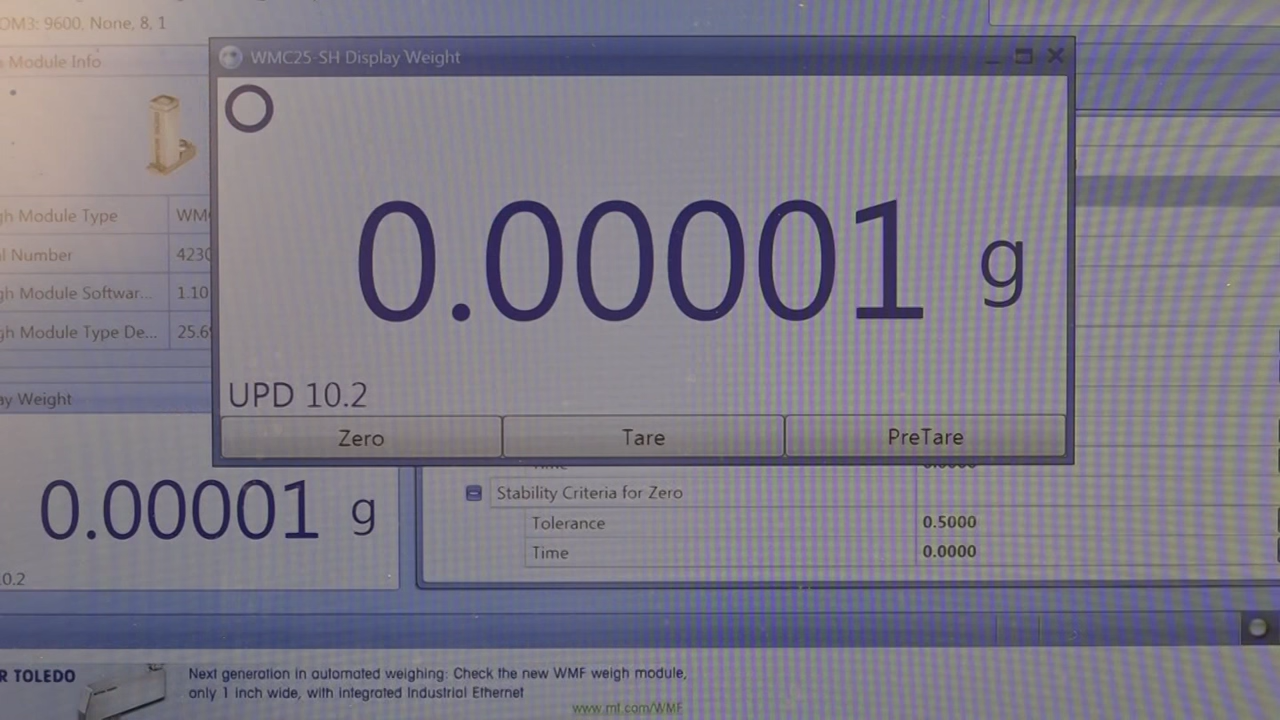 OM3: 9600, None, 8, 1
Module Info
WMC25-SH Display Weight
0.00001 g
UPD 10.2
Zero Tare PreTare
gh Module Type WM
l Number 4230
gh Module Softwar... 1.10
gh Module Type De... 25.6
ay Weight
0.00001 g
0.2
Stability Criteria for Zero
Tolerance 0.5000
Time 0.0000
R TOLEDO
Next generation in automated weighing: Check the new WMF weigh module,
only 1 inch wide, with integrated Industrial Ethernet
www.mt.com/WMF